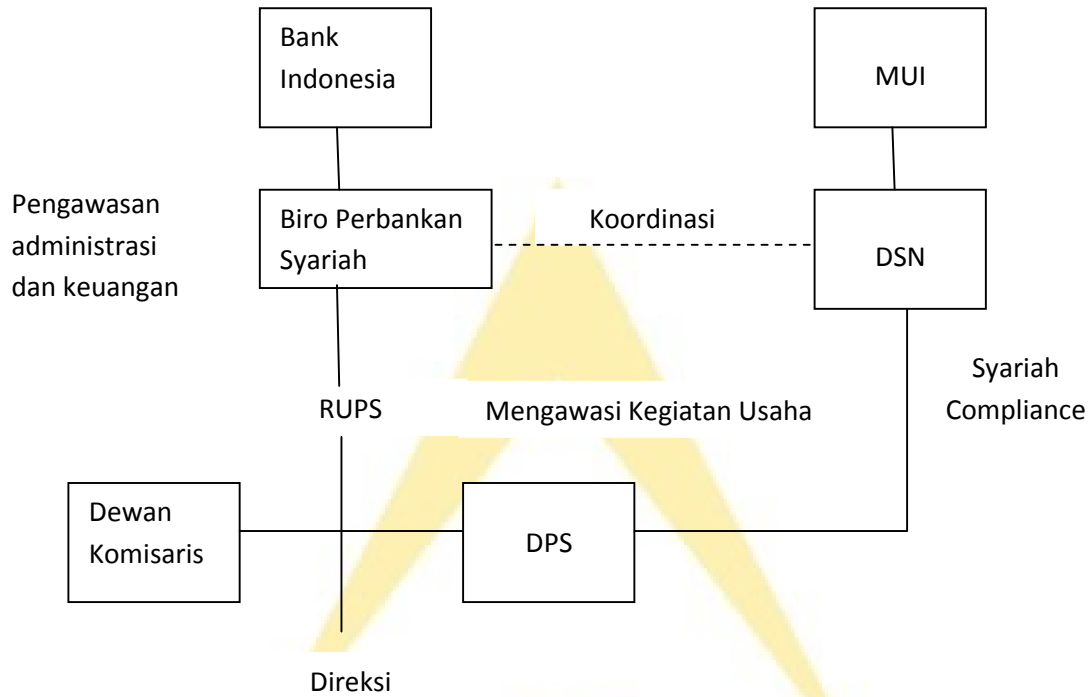 Bank
Indonesia
MUI
Pengawasan
administrasi
dan keuangan
Biro Perbankan
Syariah
Koordinasi
DSN
Syariah
Compliance
RUPS
Mengawasi Kegiatan Usaha
Dewan
Komisaris
DPS
Direksi